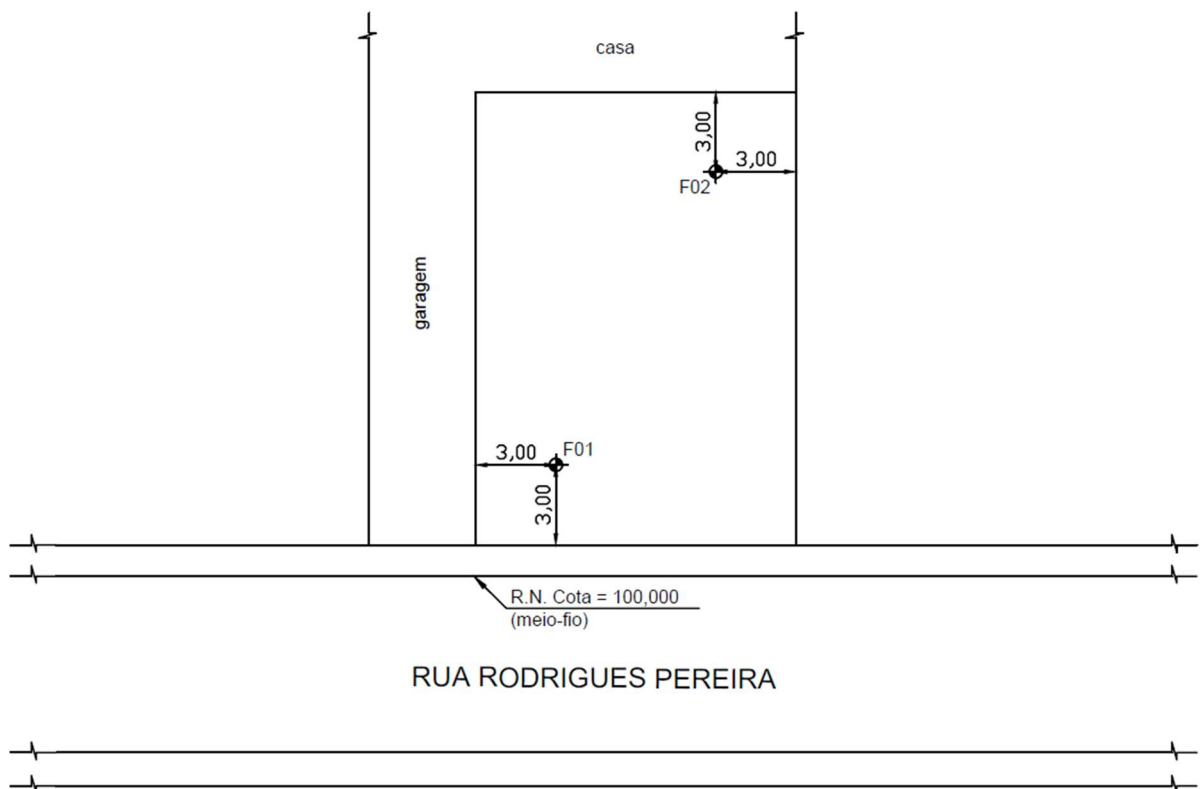 casa
3,00
3,00
F02
garagem
3,00
F01
3,00
R.N. Cota = 100,000
(meio-fio)
RUA RODRIGUES PEREIRA